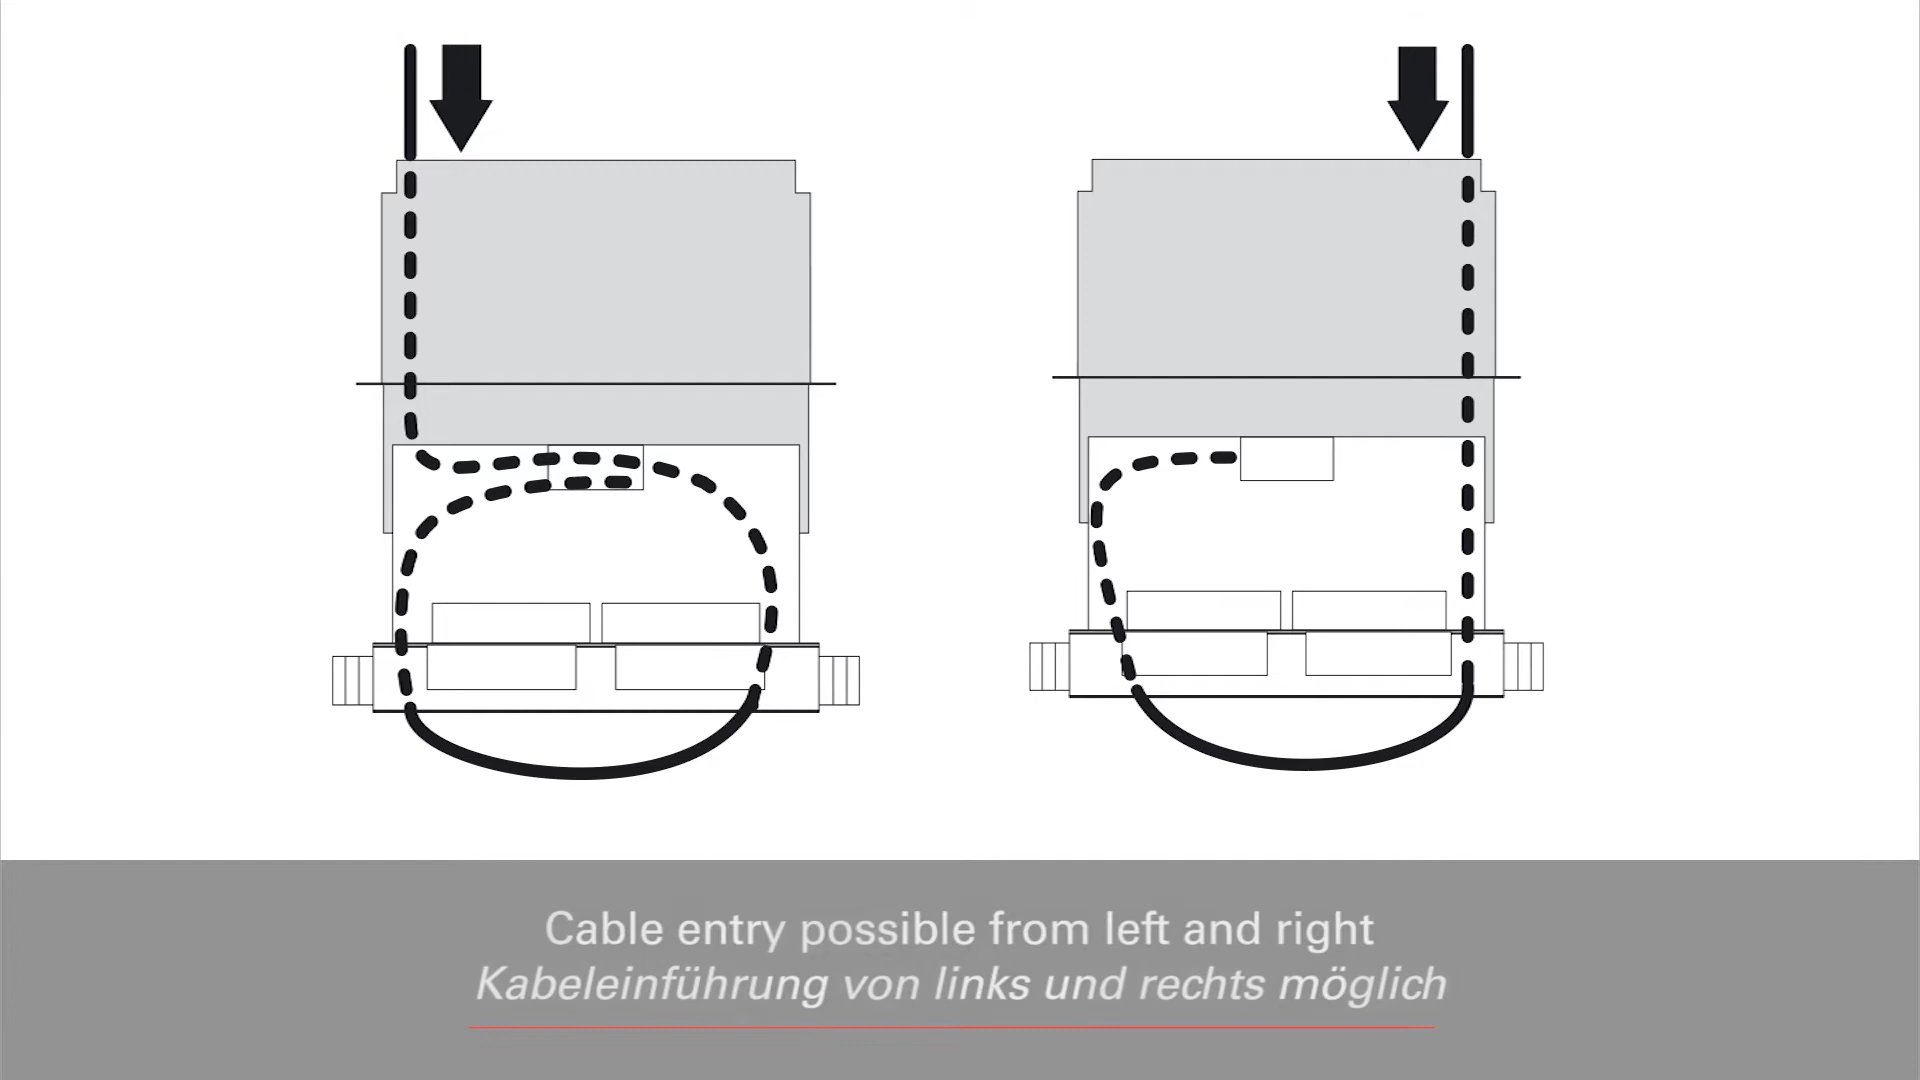 Cable entry possible from left and right
Kabeleinführung von links und rechts möglich